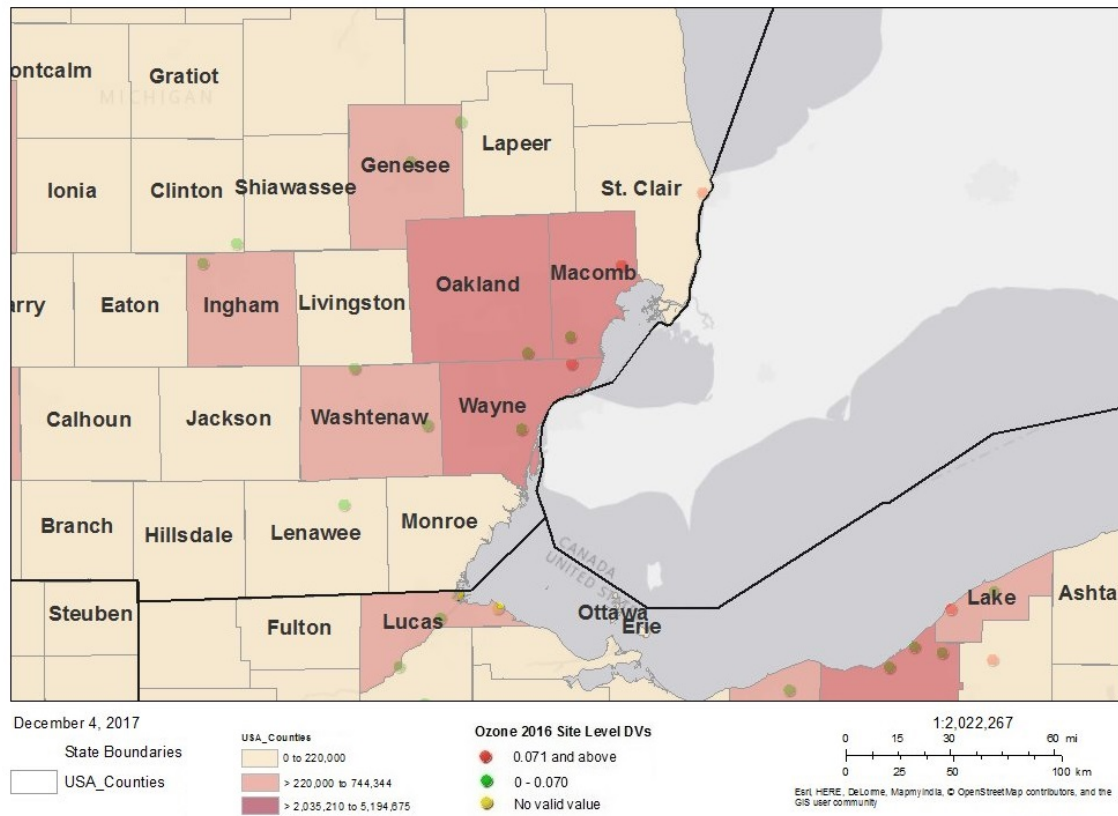 ontcalm
Gratiot
MICHIGAN
Lapeer
Genesee
Ionia
Clinton
Shiawassee
St. Clair
Macomb
Oakland
arry
Eaton
Ingham
Livingston
Calhoun
Jackson
Washtenaw
Wayne
Branch
Hillsdale
Lenawee
Monroe
CANADA
UNITED STA
Steuben
Fulton
Lucas
Ottawa
Erie
Lake
Ashta
December 4, 2017
State Boundaries
USA_Counties
USA_Counties
0 to 220,000
> 220,000 to 744,344
> 2,035,210 to 5,194,675
Ozone 2016 Site Level DVs
0.071 and above
0 - 0.070
No valid value
1:2,022,267
0 15 30 60 mi
0 25 50 100 km
Esri, HERE, DeLorme, MapmyIndia, © OpenStreetMap contributors, and the
GIS user community